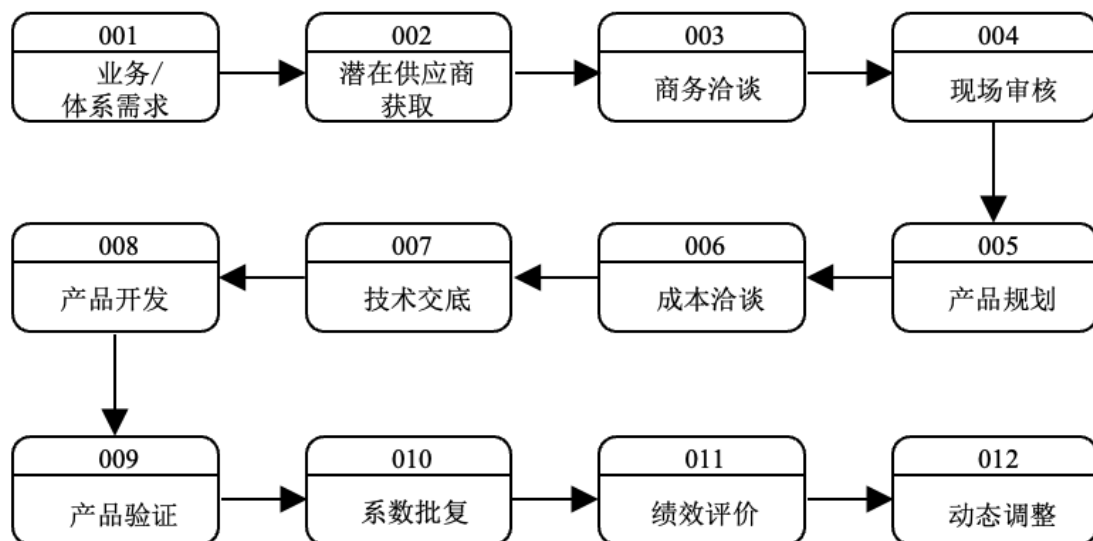 001
业务/
体系需求
002
潜在供应商
获取
003
商务洽谈
004
现场审核
005
产品规划
006
成本洽谈
007
技术交底
008
产品开发
009
产品验证
010
系数批复
011
绩效评价
012
动态调整